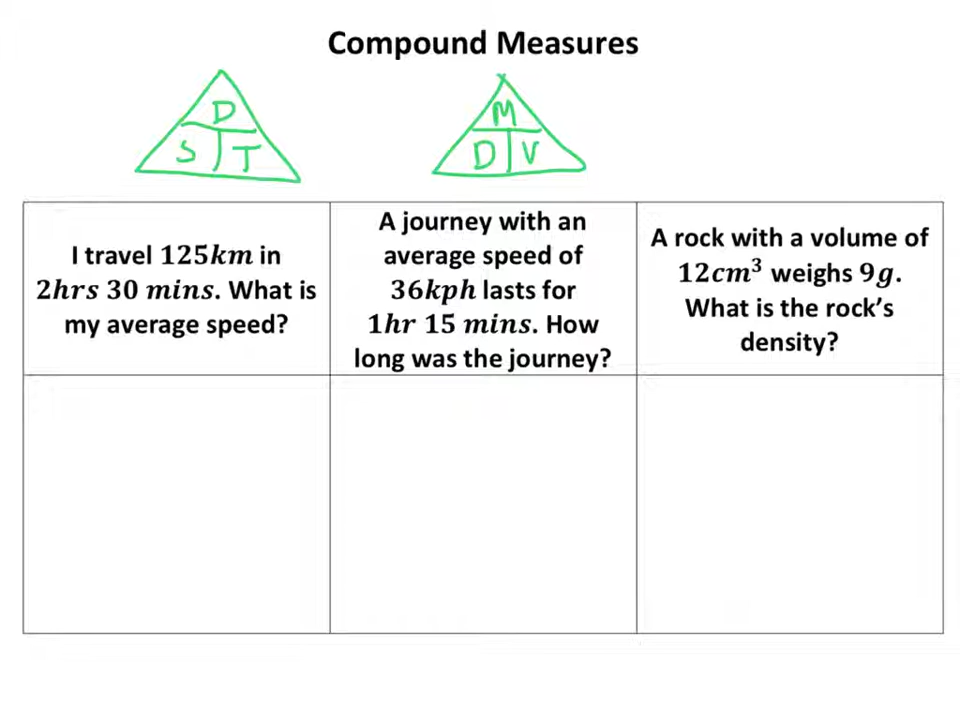 Compound Measures
D
S T
M
D V
I travel 125km in
2hrs 30 mins. What is
my average speed?
A journey with an
average speed of
36kph lasts for
1hr 15 mins. How
long was the journey?
A rock with a volume of
12cm³ weighs 9g.
What is the rock's
density?